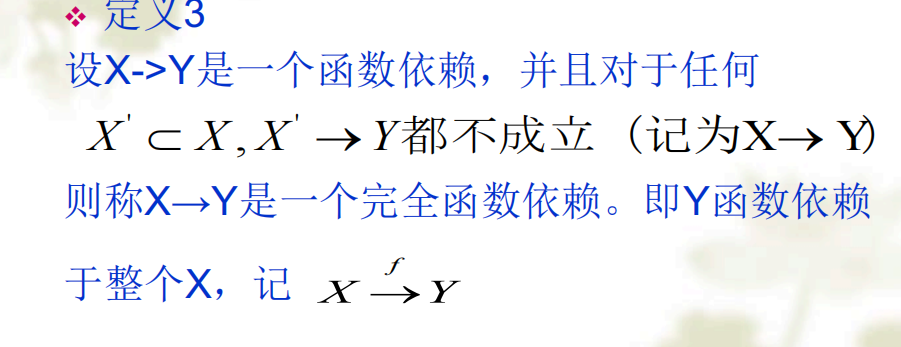 ❖ 定义3
设X->Y是一个函数依赖，并且对于任何
X' ⊂ X , X' → Y都不成立（记为X→ Y）
则称X→Y是一个完全函数依赖。即Y函数依赖
于整个X，记 X →^f Y